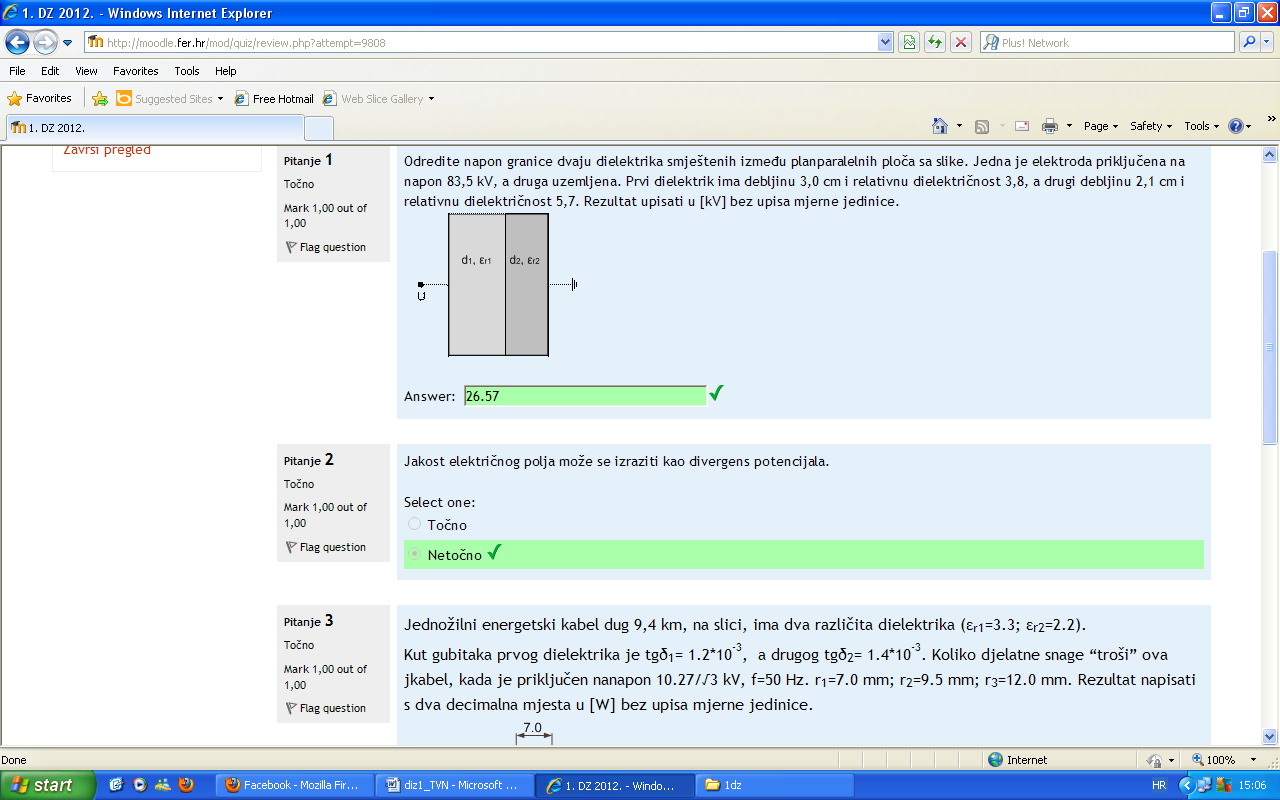 1. DZ 2012. - Windows Internet Explorer
http://moodle.fer.hr/mod/quiz/review.php?attempt=9808
Plus! Network
File Edit View Favorites Tools Help
Favorites Suggested Sites Free Hotmail Web Slice Gallery
1. DZ 2012. Page Safety Tools »
Završi pregled
Pitanje 1
Točno
Mark 1,00 out of
1,00
Flag question
Odredite napon granice dvaju dielektrika smještenih između planparalelnih ploča sa slike. Jedna je elektroda priključena na
napon 83,5 kV, a druga uzemljena. Prvi dielektrik ima debljinu 3,0 cm i relativnu dielektričnost 3,8, a drugi debljinu 2,1 cm i
relativnu dielektričnost 5,7. Rezultat upisati u [kV] bez upisa mjerne jedinice.
d1, εr1 d2, εr2
U
Answer: 26.57
Pitanje 2
Točno
Mark 1,00 out of
1,00
Flag question
Jakost električnog polja može se izraziti kao divergens potencijala.
Select one:
Točno
Netočno
Pitanje 3
Točno
Mark 1,00 out of
1,00
Flag question
Jednožilni energetski kabel dug 9,4 km, na slici, ima dva različita dielektrika (εr1=3.3; εr2=2.2).
Kut gubitaka prvog dielektrika je tgδ1= 1.2*10-3, a drugog tgδ2= 1.4*10-3. Koliko djelatne snage “troši” ova
jkabel, kada je priključen nanapon 10.27/√3 kV, f=50 Hz. r1=7.0 mm; r2=9.5 mm; r3=12.0 mm. Rezultat napisati
s dva decimalna mjesta u [W] bez upisa mjerne jedinice.
7.0
Done Internet 100%
start Facebook - Mozilla Fir... diz1_TVN - Microsoft ... 1. DZ 2012. - Windo... 1dz HR 15:06